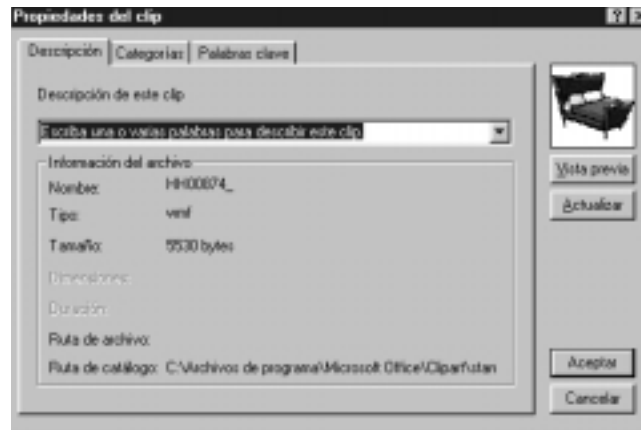 Propiedades del clip
Descripción Categorías Palabras clave
Descripción de este clip
Escriba una o varias palabras para describir este clip
Información del archivo
Nombre: HH00874_
Tipo: wmf
Tamaño: 5530 bytes
Dimensiones:
Duración:
Ruta de archivo:
Ruta de catálogo: C:\Archivos de programa\Microsoft Office\Clipart\stan
Vista previa
Actualizar
Aceptar
Cancelar